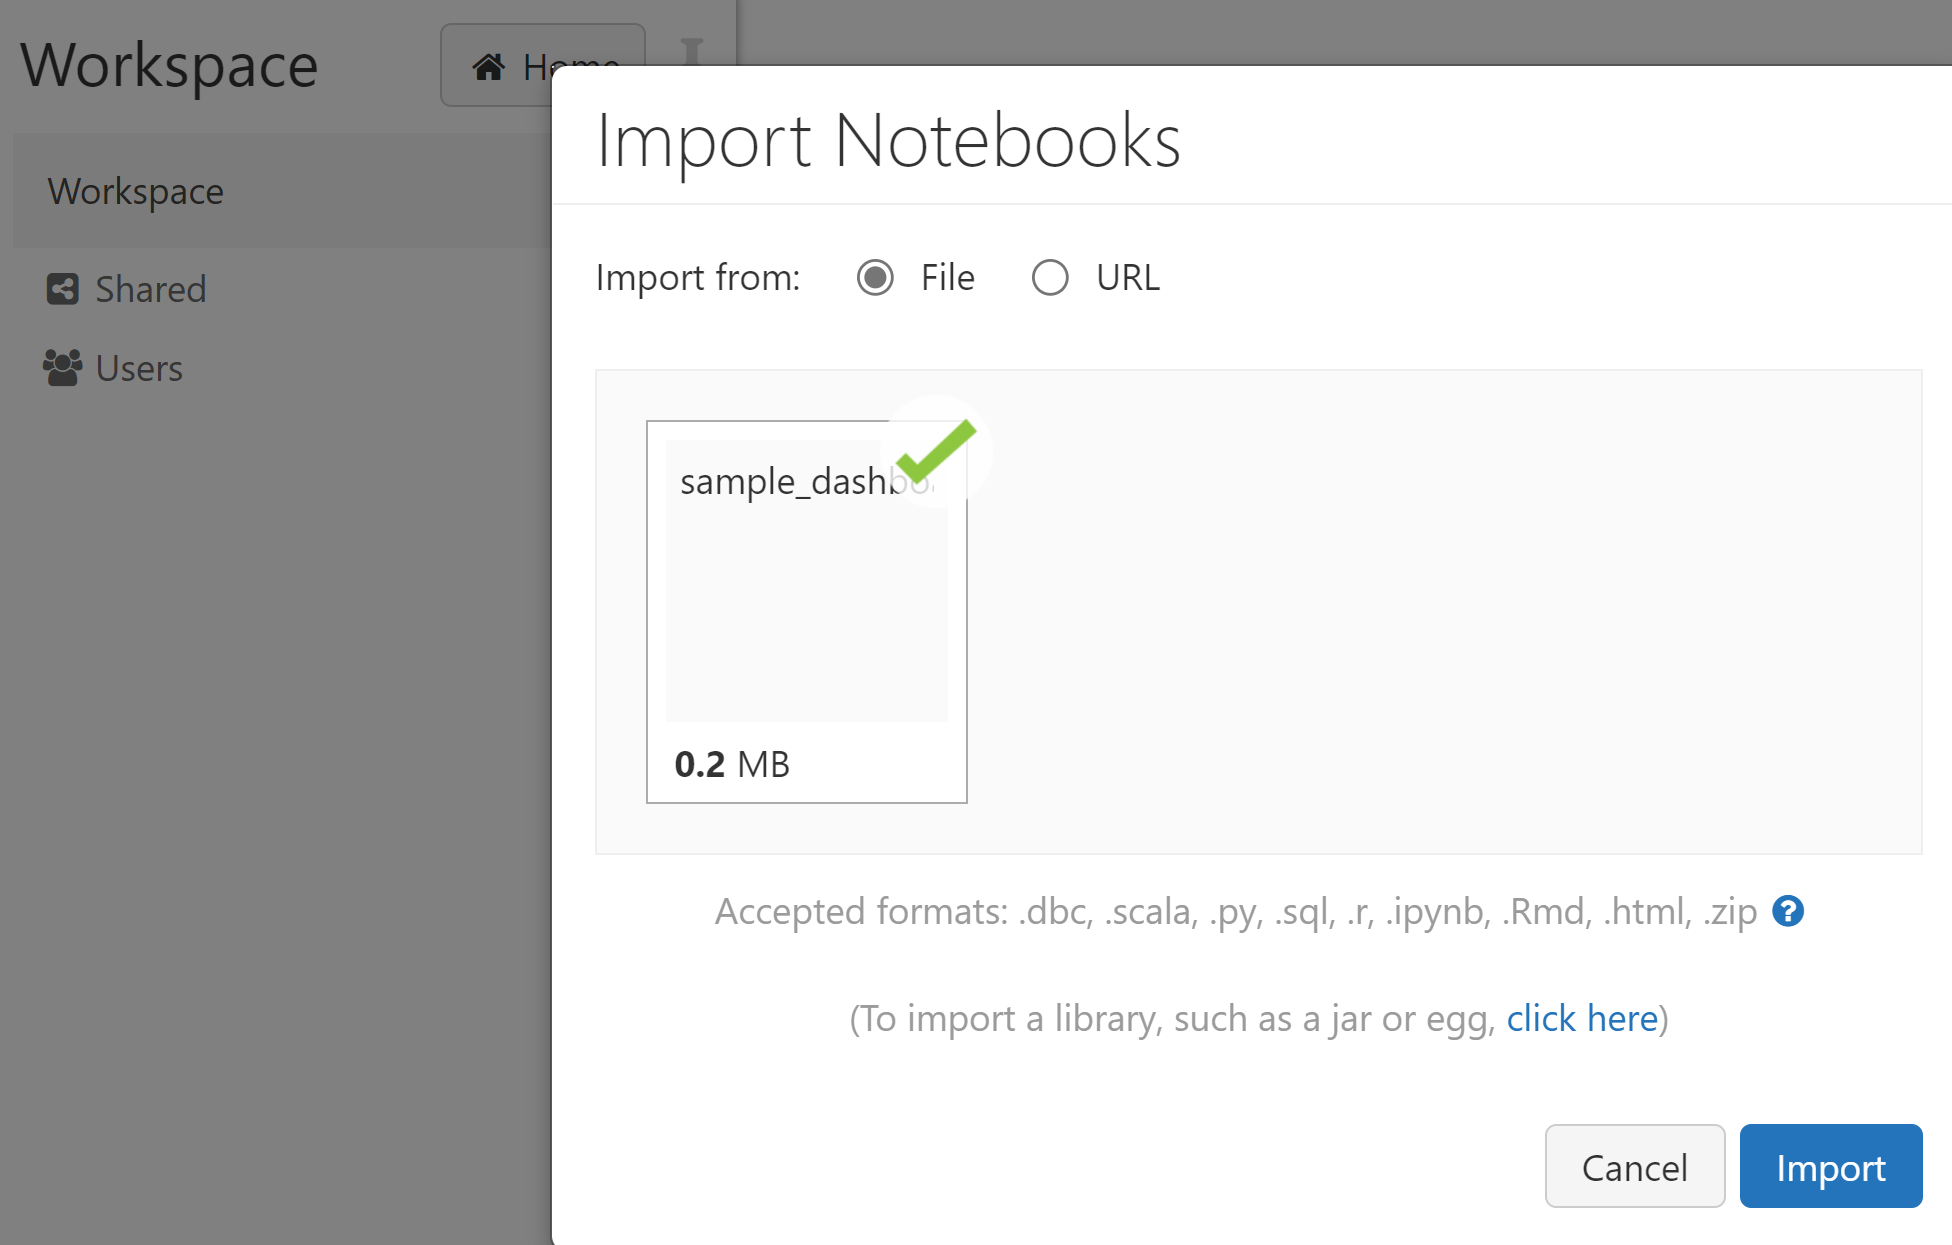 Workspace
Home
Workspace
Shared
Users
Import Notebooks
Import from: File URL
0.2 MB
Accepted formats: .dbc, .scala, .py, .sql, .r, .ipynb, .Rmd, .html, .zip ?
(To import a library, such as a jar or egg, click here)
Cancel Import